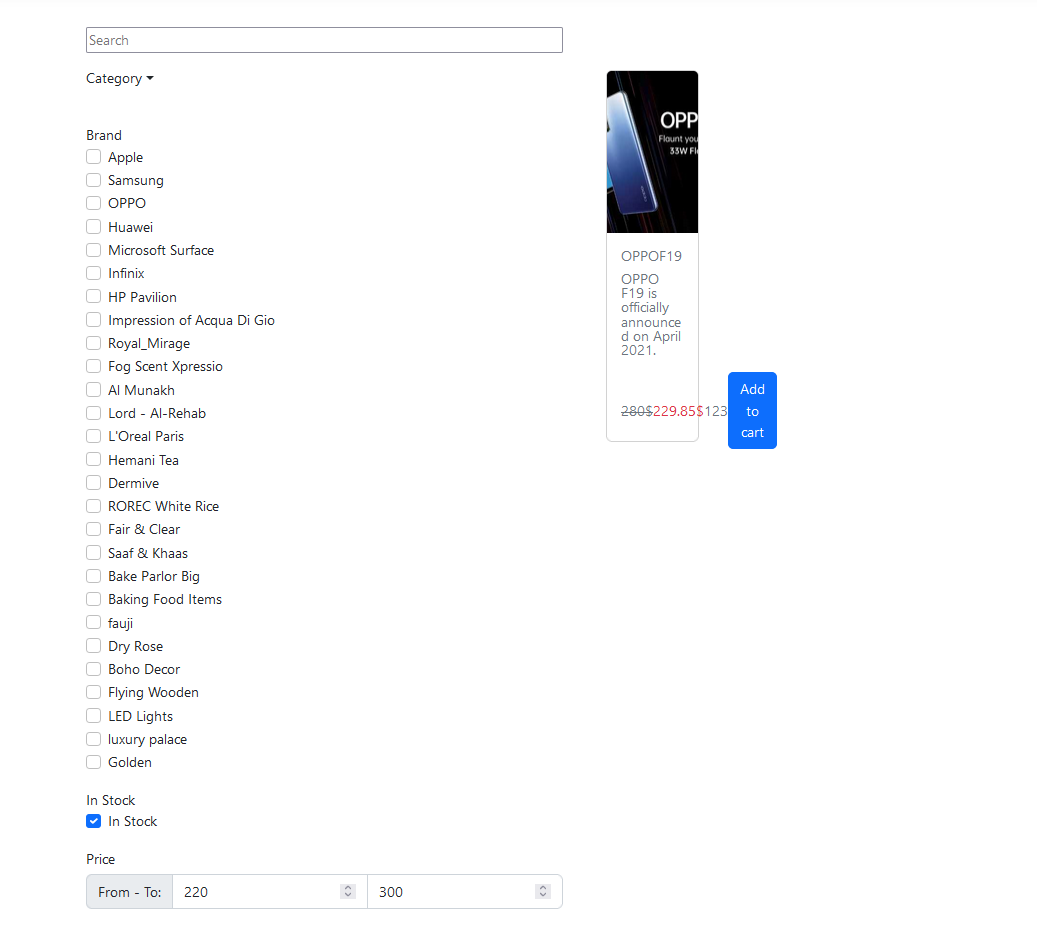 Search
Category
Brand
Apple
Samsung
OPPO
Huawei
Microsoft Surface
Infinix
HP Pavilion
Impression of Acqua Di Gio
Royal_Mirage
Fog Scent Xpressio
Al Munakh
Lord - Al-Rehab
L'Oreal Paris
Hemani Tea
Dermive
ROREC White Rice
Fair & Clear
Saaf & Khaas
Bake Parlor Big
Baking Food Items
fauji
Dry Rose
Boho Decor
Flying Wooden
LED Lights
luxury palace
Golden
In Stock
In Stock
Price
From - To: 220 300
OPP
Flaunt you
33W Fl
OPPOF19
OPPO
F19 is
officially
announce
d on April
2021.
280$229.85$123
Add
to
cart